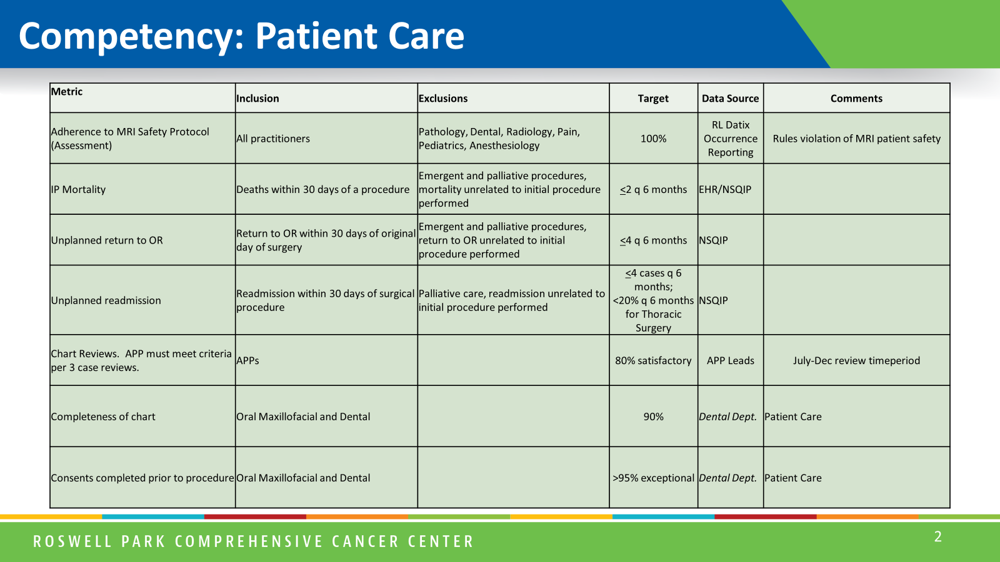 Competency: Patient Care
Metric
Inclusion
Exclusions
Target
Data Source
Comments
Adherence to MRI Safety Protocol
(Assessment)
All practitioners
Pathology, Dental, Radiology, Pain,
Pediatrics, Anesthesiology
100%
RL Datix
Occurrence
Reporting
Rules violation of MRI patient safety
IP Mortality
Deaths within 30 days of a procedure
Emergent and palliative procedures,
mortality unrelated to initial procedure
performed
<2 q 6 months
EHR/NSQIP
Unplanned return to OR
Return to OR within 30 days of original
day of surgery
Emergent and palliative procedures,
return to OR unrelated to initial
procedure performed
<4 q 6 months
NSQIP
Unplanned readmission
Readmission within 30 days of surgical
procedure
Palliative care, readmission unrelated to
initial procedure performed
<4 cases q 6
months;
<20% q 6 months
for Thoracic
Surgery
NSQIP
Chart Reviews.  APP must meet criteria
per 3 case reviews.
APPs
80% satisfactory
APP Leads
July-Dec review timeperiod
Completeness of chart
Oral Maxillofacial and Dental
90%
Dental Dept.
Patient Care
Consents completed prior to procedure
Oral Maxillofacial and Dental
>95% exceptional
Dental Dept.
Patient Care
ROSWELL PARK COMPREHENSIVE CANCER CENTER
2